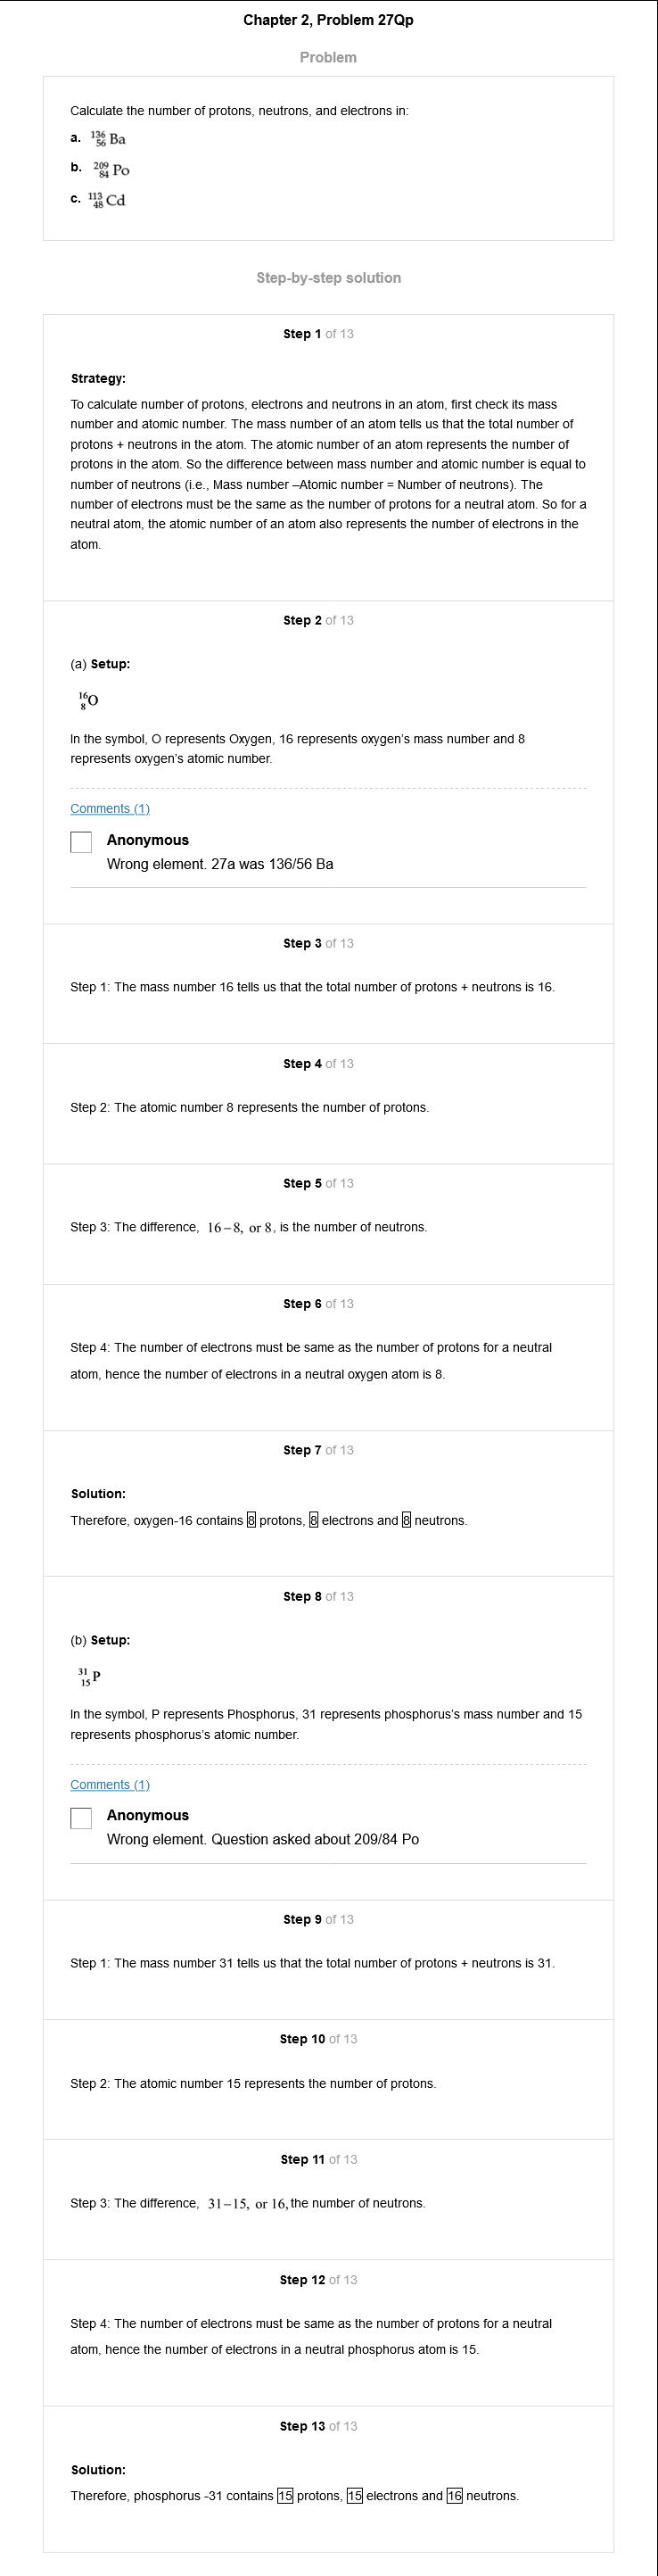 Chapter 2, Problem 27Qp
Problem
Calculate the number of protons, neutrons, and electrons in:
a. ¹³⁶₅₆Ba
b. ²⁰⁹₈₄Po
c. ¹¹³₄₈Cd
Step-by-step solution
Step 1 of 13
Strategy:
To calculate number of protons, electrons and neutrons in an atom, first check its mass
number and atomic number. The mass number of an atom tells us that the total number of
protons + neutrons in the atom. The atomic number of an atom represents the number of
protons in the atom. So the difference between mass number and atomic number is equal to
number of neutrons (i.e., Mass number –Atomic number = Number of neutrons). The
number of electrons must be the same as the number of protons for a neutral atom. So for a
neutral atom, the atomic number of an atom also represents the number of electrons in the
atom.
Step 2 of 13
(a) Setup:
¹⁶₈O
In the symbol, O represents Oxygen, 16 represents oxygen's mass number and 8
represents oxygen's atomic number.
Comments (1)
Anonymous
Wrong element. 27a was 136/56 Ba
Step 3 of 13
Step 1: The mass number 16 tells us that the total number of protons + neutrons is 16.
Step 4 of 13
Step 2: The atomic number 8 represents the number of protons.
Step 5 of 13
Step 3: The difference, 16–8, or 8, is the number of neutrons.
Step 6 of 13
Step 4: The number of electrons must be same as the number of protons for a neutral
atom, hence the number of electrons in a neutral oxygen atom is 8.
Step 7 of 13
Solution:
Therefore, oxygen-16 contains 8 protons, 8 electrons and 8 neutrons.
Step 8 of 13
(b) Setup:
³¹₁₅P
In the symbol, P represents Phosphorus, 31 represents phosphorus's mass number and 15
represents phosphorus's atomic number.
Comments (1)
Anonymous
Wrong element. Question asked about 209/84 Po
Step 9 of 13
Step 1: The mass number 31 tells us that the total number of protons + neutrons is 31.
Step 10 of 13
Step 2: The atomic number 15 represents the number of protons.
Step 11 of 13
Step 3: The difference, 31–15, or 16, the number of neutrons.
Step 12 of 13
Step 4: The number of electrons must be same as the number of protons for a neutral
atom, hence the number of electrons in a neutral phosphorus atom is 15.
Step 13 of 13
Solution:
Therefore, phosphorus -31 contains 15 protons, 15 electrons and 16 neutrons.